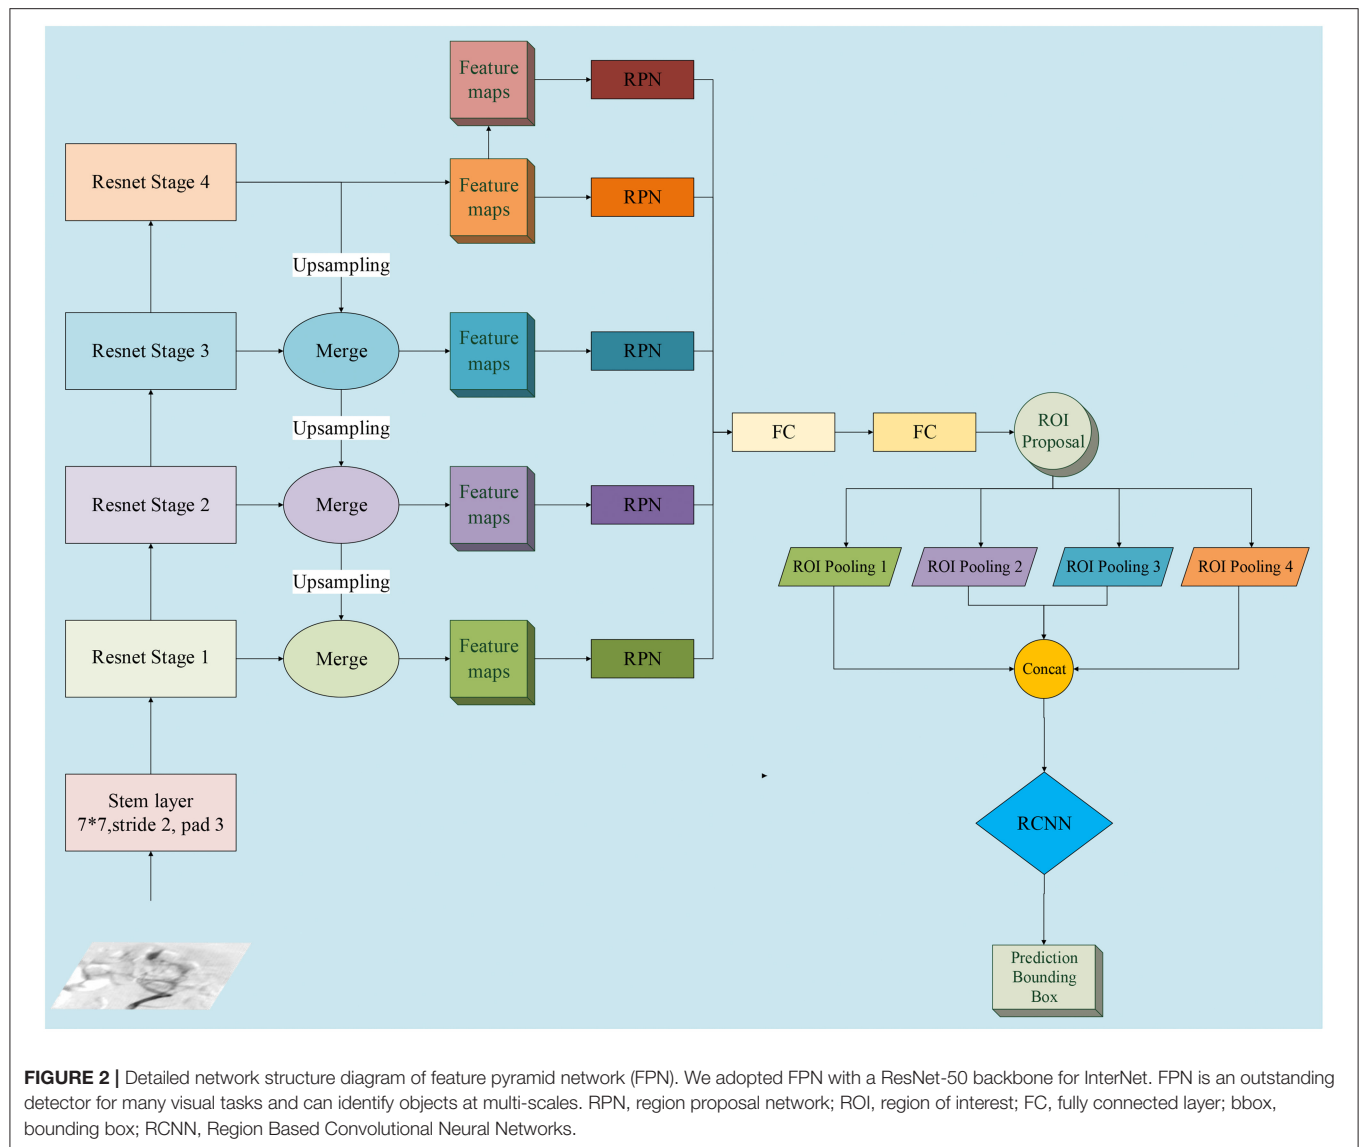 Feature
maps
RPN
Resnet Stage 4
Feature
maps
RPN
Upsampling
Resnet Stage 3
Merge
Feature
maps
RPN
Upsampling
FC
FC
ROI
Proposal
Resnet Stage 2
Merge
Feature
maps
RPN
ROI Pooling 1
ROI Pooling 2
ROI Pooling 3
ROI Pooling 4
Upsampling
Resnet Stage 1
Merge
Feature
maps
RPN
Concat
Stem layer
7*7,stride 2, pad 3
RCNN
Prediction
Bounding
Box
FIGURE 2 | Detailed network structure diagram of feature pyramid network (FPN). We adopted FPN with a ResNet-50 backbone for InterNet. FPN is an outstanding
detector for many visual tasks and can identify objects at multi-scales. RPN, region proposal network; ROI, region of interest; FC, fully connected layer; bbox,
bounding box; RCNN, Region Based Convolutional Neural Networks.